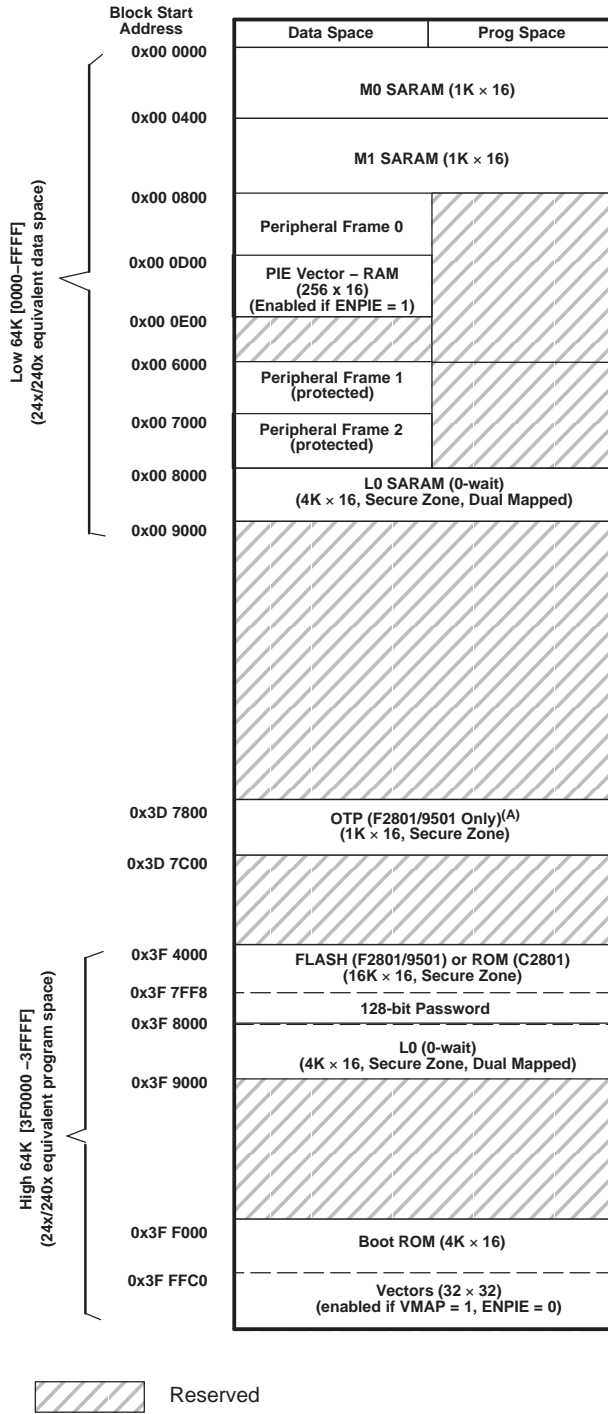 Block Start
Address
Data Space
Prog Space
0x00 0000
M0 SARAM (1K × 16)
0x00 0400
M1 SARAM (1K × 16)
0x00 0800
Peripheral Frame 0
0x00 0D00
PIE Vector – RAM
(256 x 16)
(Enabled if ENPIE = 1)
0x00 0E00
0x00 6000
Peripheral Frame 1
(protected)
0x00 7000
Peripheral Frame 2
(protected)
0x00 8000
L0 SARAM (0-wait)
(4K × 16, Secure Zone, Dual Mapped)
0x00 9000
Low 64K [0000–FFFF]
(24x/240x equivalent data space)
0x3D 7800
OTP (F2801/9501 Only)(A)
(1K × 16, Secure Zone)
0x3D 7C00
0x3F 4000
FLASH (F2801/9501) or ROM (C2801)
(16K × 16, Secure Zone)
0x3F 7FF8
128-bit Password
0x3F 8000
L0 (0-wait)
(4K × 16, Secure Zone, Dual Mapped)
0x3F 9000
High 64K [3F0000 –3FFFF]
(24x/240x equivalent program space)
0x3F F000
Boot ROM (4K × 16)
0x3F FFC0
Vectors (32 × 32)
(enabled if VMAP = 1, ENPIE = 0)
Reserved